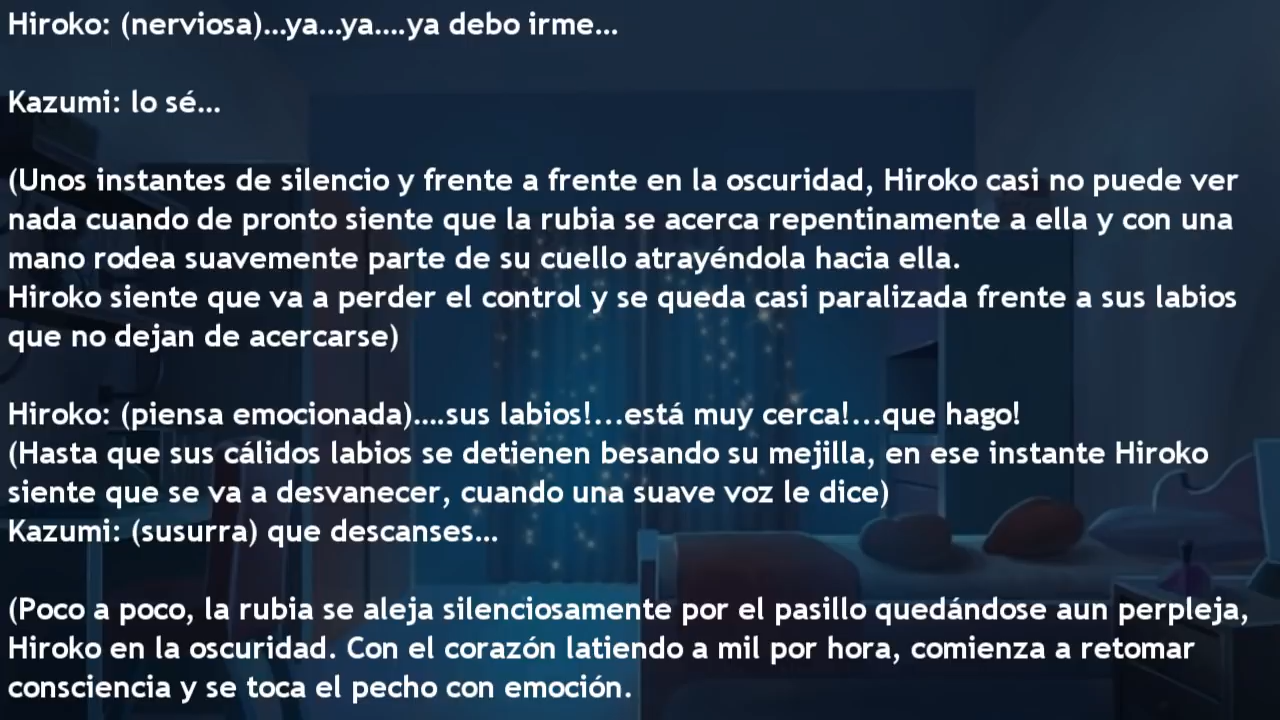 Hiroko: (nerviosa)...ya...ya....ya debo irme...
Kazumi: lo sé...
(Unos instantes de silencio y frente a frente en la oscuridad, Hiroko casi no puede ver
nada cuando de pronto siente que la rubia se acerca repentinamente a ella y con una
mano rodea suavemente parte de su cuello atrayéndola hacia ella.
Hiroko siente que va a perder el control y se queda casi paralizada frente a sus labios
que no dejan de acercarse)
Hiroko: (piensa emocionada)....sus labios!...está muy cerca!...que hago!
(Hasta que sus cálidos labios se detienen besando su mejilla, en ese instante Hiroko
siente que se va a desvanecer, cuando una suave voz le dice)
Kazumi: (susurra) que descanses...
(Poco a poco, la rubia se aleja silenciosamente por el pasillo quedándose aun perpleja,
Hiroko en la oscuridad. Con el corazón latiendo a mil por hora, comienza a retomar
consciencia y se toca el pecho con emoción.